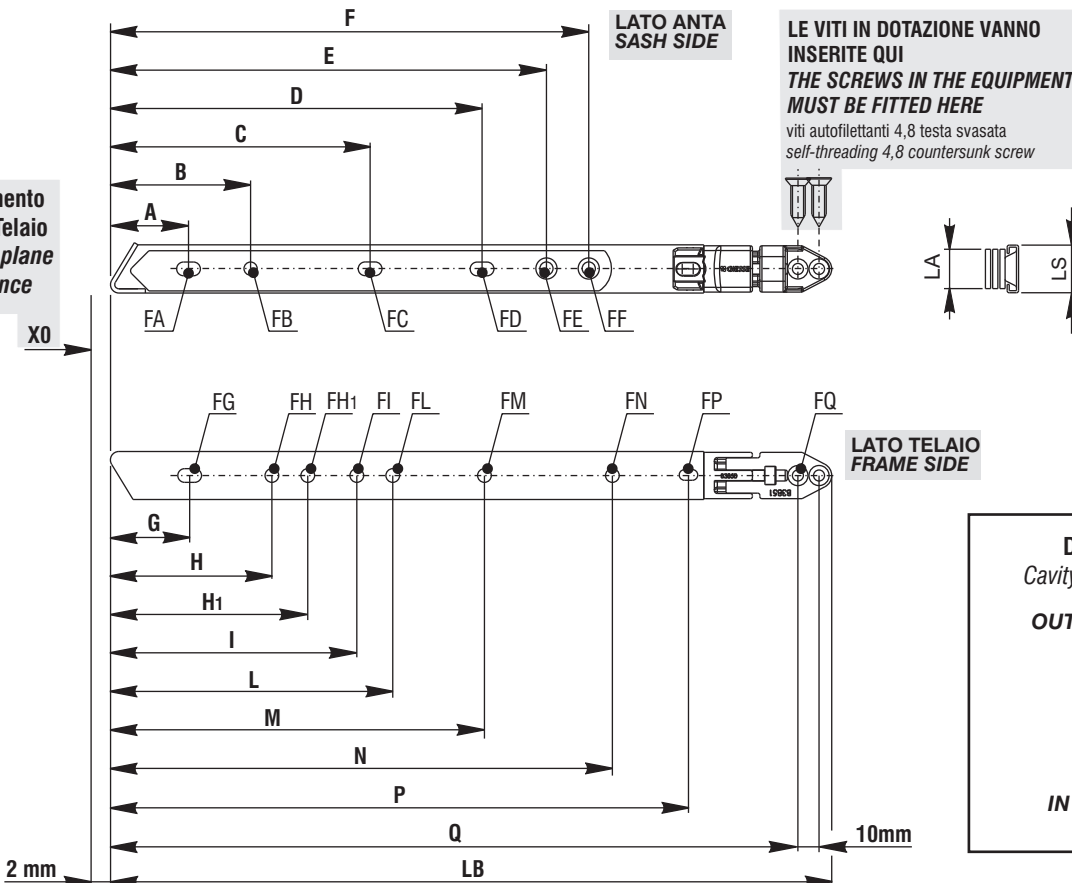 F
LATO ANTA
SASH SIDE
LE VITI IN DOTAZIONE VANNO
INSERITE QUI
THE SCREWS IN THE EQUIPMENT
MUST BE FITTED HERE
viti autofilettanti 4,8 testa svasata
self-threading 4,8 countersunk screw
E
D
C
B
A
ento
Telaio
plane
nce
X0
FA
FB
FC
FD
FE
FF
LA
LS
FG
FH
FH1
FI
FL
FM
FN
FP
FQ
LATO TELAIO
FRAME SIDE
G
H
H1
I
L
M
N
P
Q
10mm
2 mm
LB
D
Cavity
OUT
IN